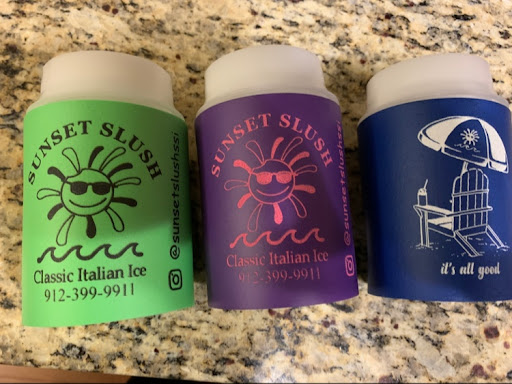 SUNSET SLUSH
Classic Italian Ice
912-399-9911
@sunsetslushssi
SUNSET SLUSH
Classic Italian Ice
912-399-9911
@sunsetslushssi
it's all good